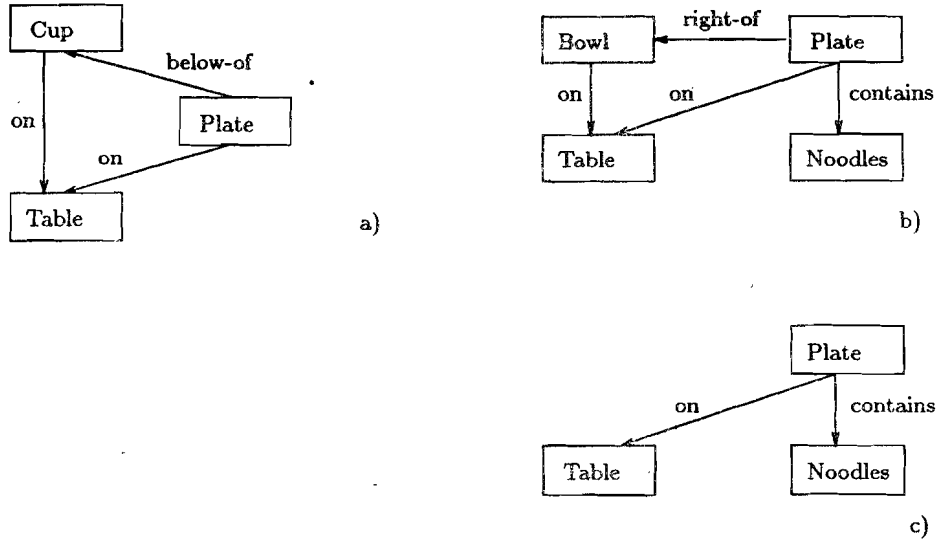 Cup
below-of
on
Plate
on
Table
a)
right-of
Bowl
Plate
on
on
contains
Table
Noodles
b)
Plate
on
contains
Table
Noodles
c)